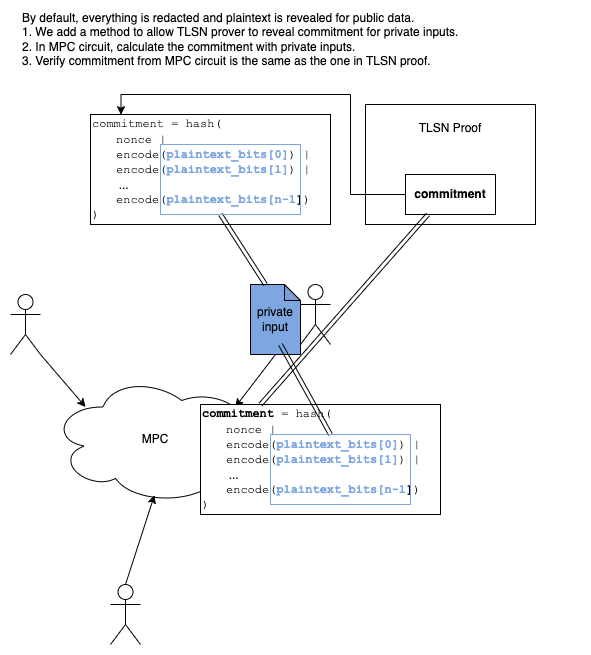 By default, everything is redacted and plaintext is revealed for public data.
1. We add a method to allow TLSN prover to reveal commitment for private inputs.
2. In MPC circuit, calculate the commitment with private inputs.
3. Verify commitment from MPC circuit is the same as the one in TLSN proof.
commitment = hash(
nonce |
encode(plaintext_bits[0]) |
encode(plaintext_bits[1]) |
...
encode(plaintext_bits[n-1])
)
TLSN Proof
commitment
private
input
MPC
commitment = hash(
nonce |
encode(plaintext_bits[0]) |
encode(plaintext_bits[1]) |
...
encode(plaintext_bits[n-1])
)